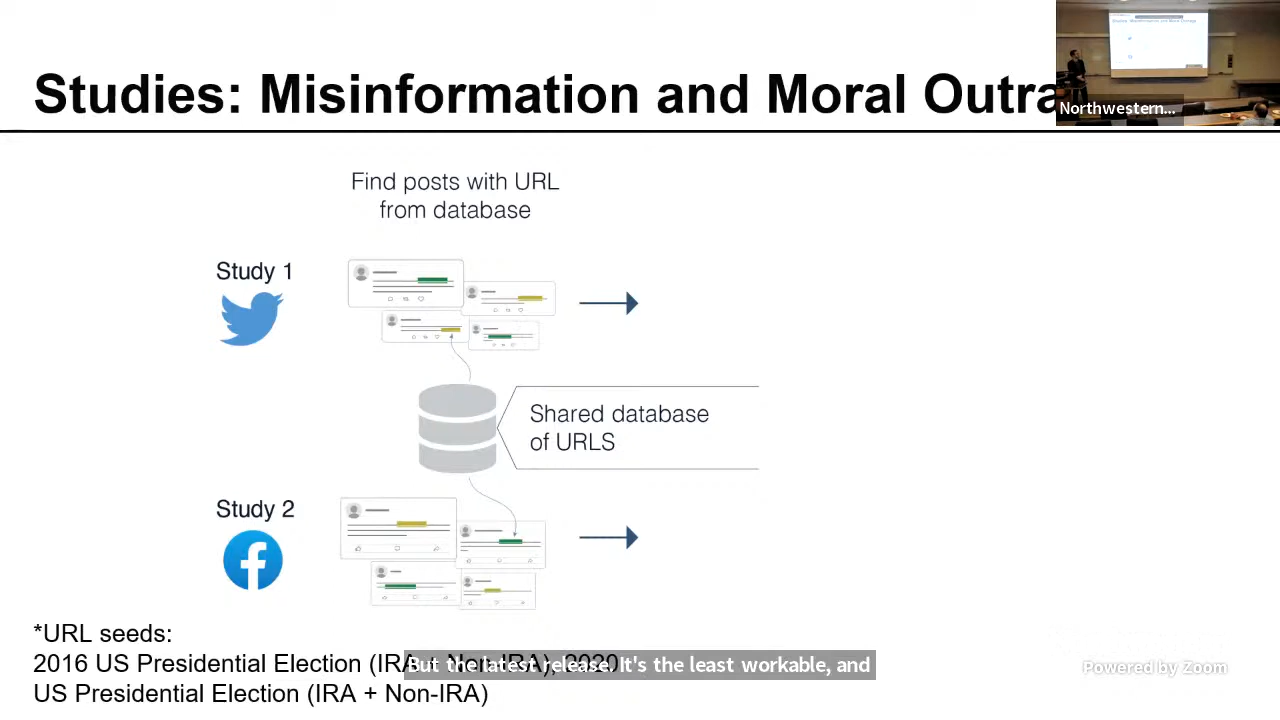 Studies: Misinformation and Moral Outra
Northwestern...
Find posts with URL
from database
Study 1
Shared database
of URLS
Study 2
*URL seeds:
2016 US Presidential Election (IRA + Non-IRA), 2020
US Presidential Election (IRA + Non-IRA)
But the latest release. It's the least workable, and
Powered by Zoom